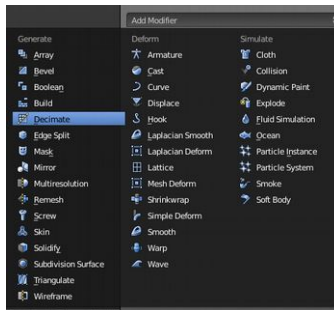 Add Modifier
Generate
Array
Bevel
Boolean
Build
Decimate
Edge Split
Mask
Mirror
Multiresolution
Remesh
Screw
Skin
Solidify
Subdivision Surface
Triangulate
Wireframe
Deform
Armature
Cast
Curve
Displace
Hook
Laplacian Smooth
Laplacian Deform
Lattice
Mesh Deform
Shrinkwrap
Simple Deform
Smooth
Warp
Wave
Simulate
Cloth
Collision
Dynamic Paint
Explode
Fluid Simulation
Ocean
Particle Instance
Particle System
Smoke
Soft Body